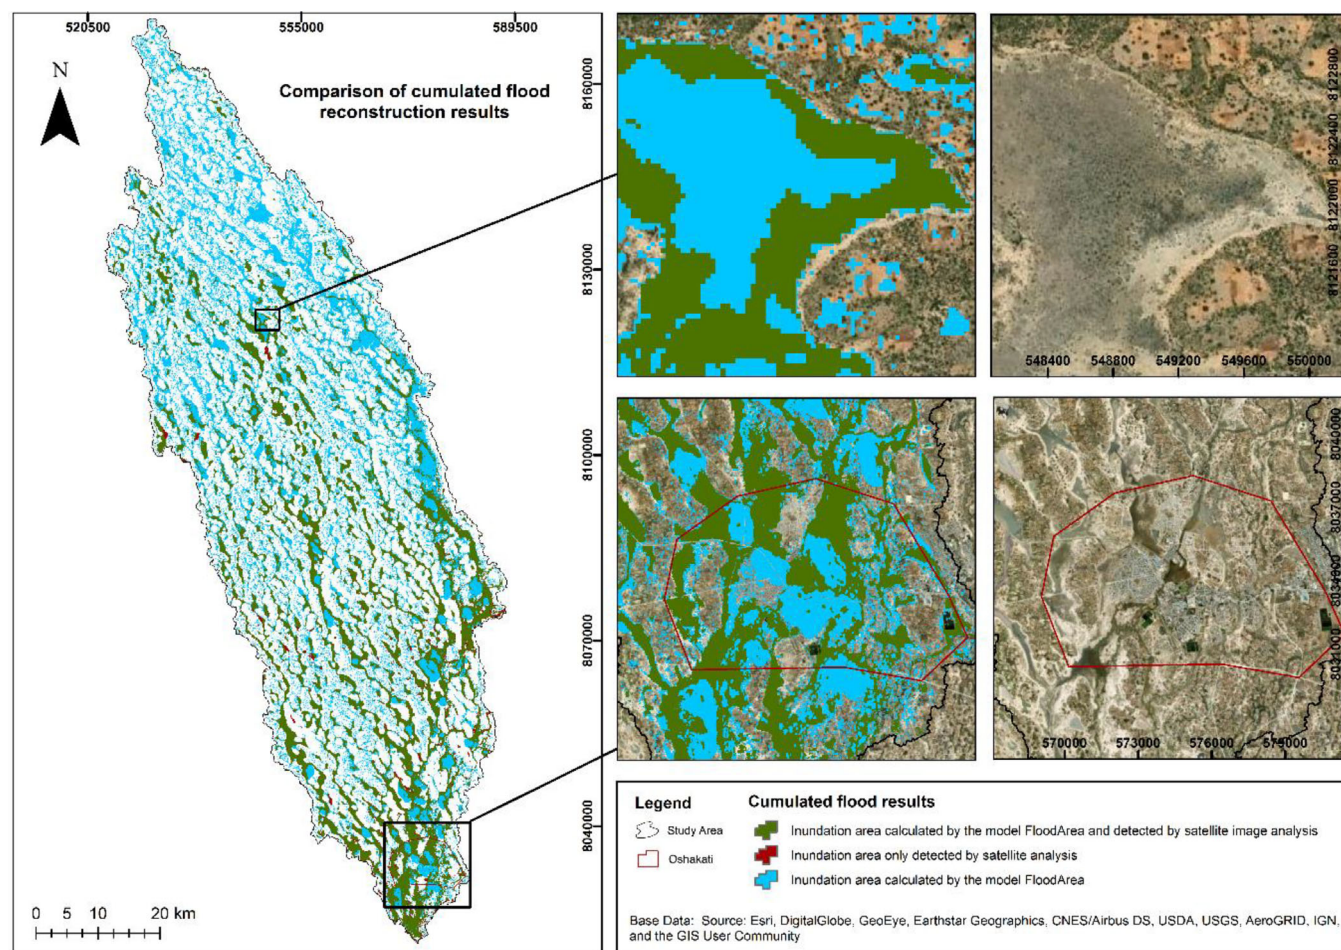 520500 555000 589500
N
Comparison of cumulated flood
reconstruction results
8160000
8130000
8100000
8070000
8040000
0 5 10 20 km
8122800
8122400
8122000
8121600
548400 548800 549200 549600 550000
8040000
8037000
570000 573000 576000
Legend
Study Area
Oshakati
Cumulated flood results
Inundation area calculated by the model FloodArea and detected by satellite image analysis
Inundation area only detected by satellite analysis
Inundation area calculated by the model FloodArea
Base Data: Source: Esri, DigitalGlobe, GeoEye, Earthstar Geographics, CNES/Airbus DS, USDA, USGS, AeroGRID, IGN,
and the GIS User Community